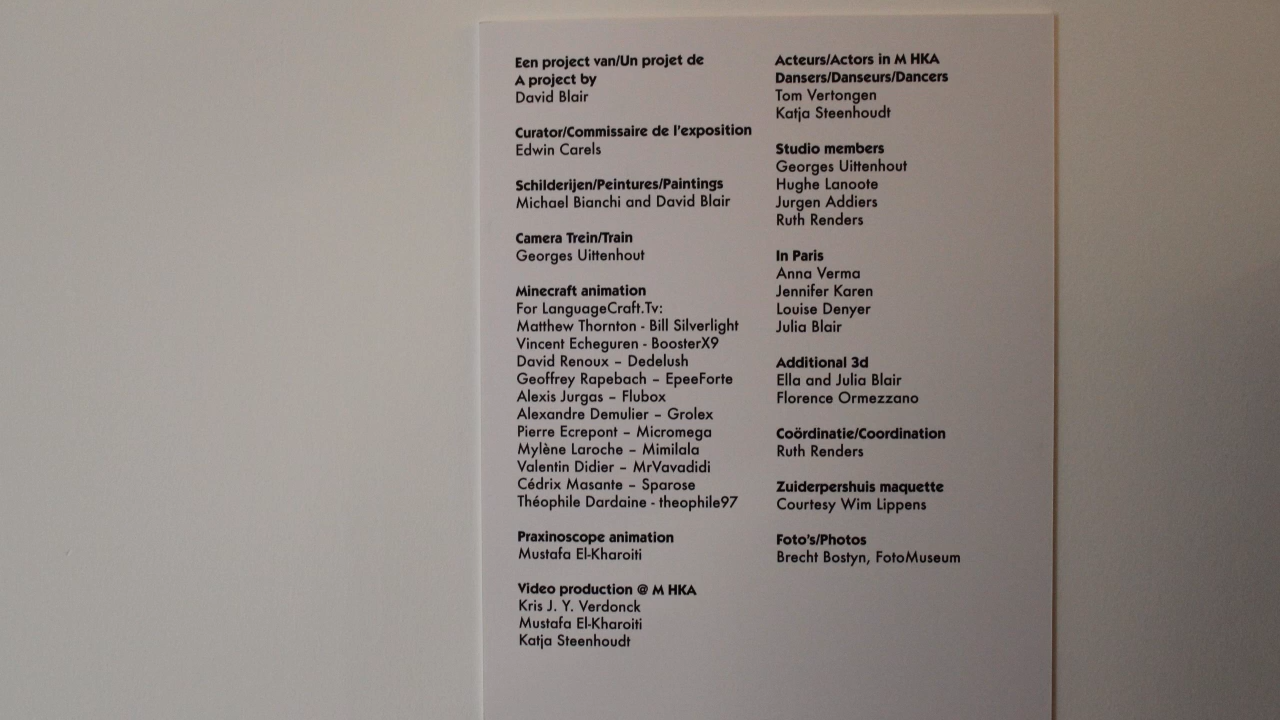 Een project van/Un projet de
A project by
David Blair
Curator/Commissaire de l'exposition
Edwin Carels
Schilderijen/Peintures/Paintings
Michael Bianchi and David Blair
Camera Trein/Train
Georges Uittenhout
Minecraft animation
For LanguageCraft.Tv:
Matthew Thornton - Bill Silverlight
Vincent Echeguren - BoosterX9
David Renoux – Dedelush
Geoffrey Rapebach – EpeeForte
Alexis Jurgas – Flubox
Alexandre Demulier – Grolex
Pierre Ecrepont – Micromega
Mylène Laroche – Mimilala
Valentin Didier – MrVavadidi
Cédrix Masante – Sparose
Théophile Dardaine - theophile97
Praxinoscope animation
Mustafa El-Kharoiti
Video production @ M HKA
Kris J. Y. Verdonck
Mustafa El-Kharoiti
Katja Steenhoudt
Acteurs/Actors in M HKA
Dansers/Danseurs/Dancers
Tom Vertongen
Katja Steenhoudt
Studio members
Georges Uittenhout
Hughe Lanoote
Jurgen Addiers
Ruth Renders
In Paris
Anna Verma
Jennifer Karen
Louise Denyer
Julia Blair
Additional 3d
Ella and Julia Blair
Florence Ormezzano
Coördinatie/Coordination
Ruth Renders
Zuiderpershuis maquette
Courtesy Wim Lippens
Foto's/Photos
Brecht Bostyn, FotoMuseum